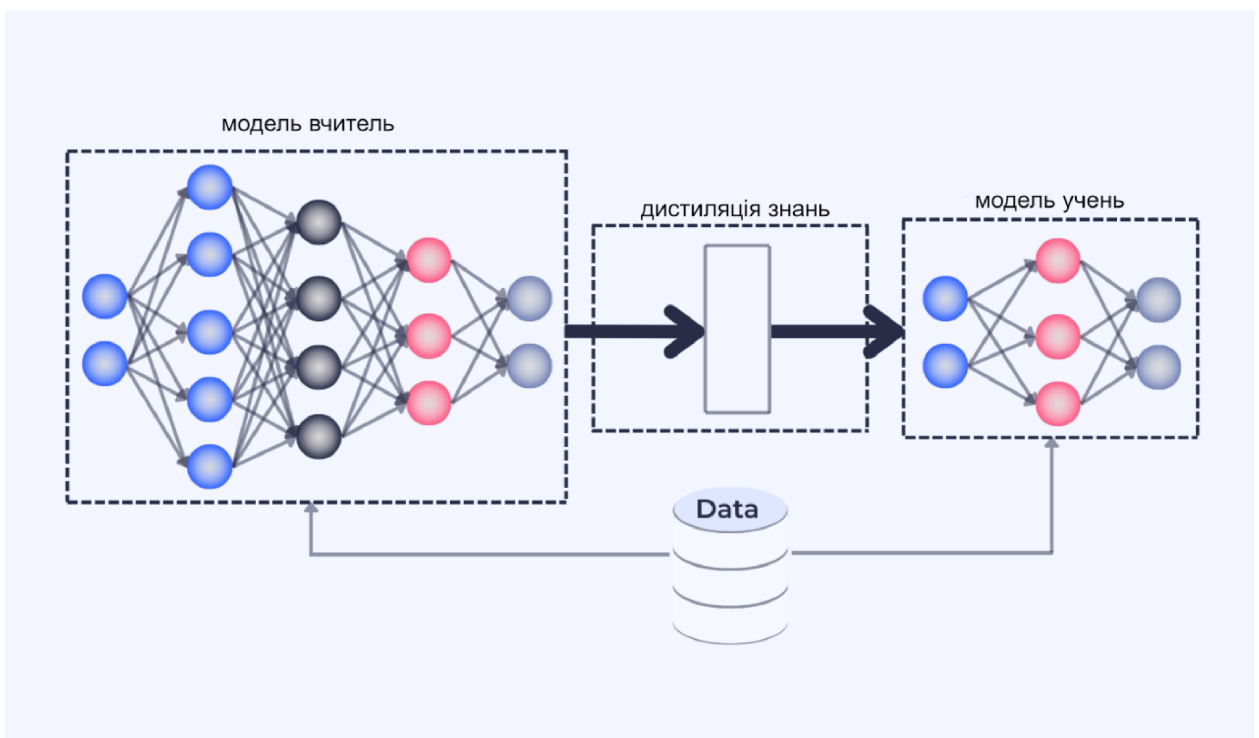 модель вчитель
дистиляція знань
модель учень
Data